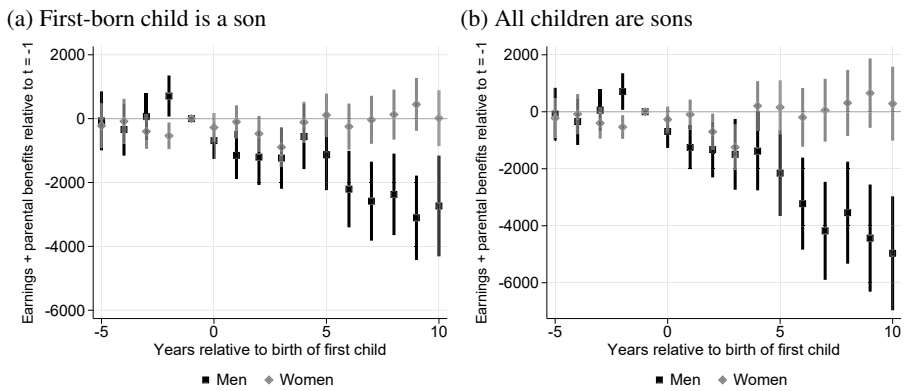 (a) First-born child is a son
Earnings + parental benefits relative to t = -1
2000
0
-2000
-4000
-6000
-5 0 5 10
Years relative to birth of first child
Men Women
(b) All children are sons
Earnings + parental benefits relative to t = -1
2000
0
-2000
-4000
-6000
-5 0 5 10
Years relative to birth of first child
Men Women